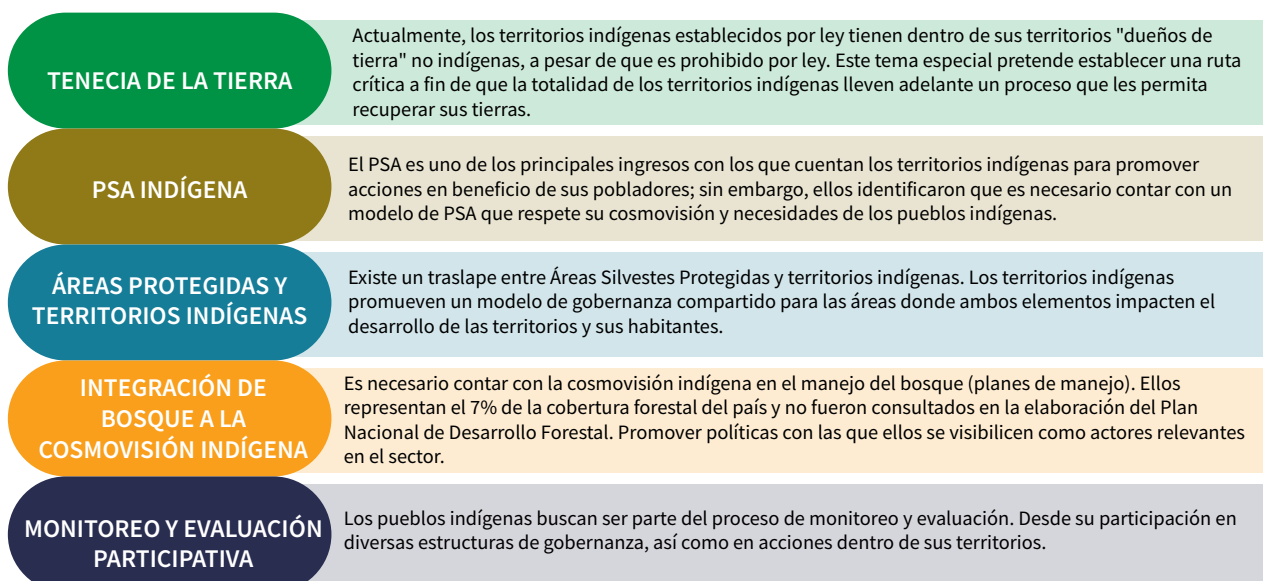 TENECIA DE LA TIERRA
Actualmente, los territorios indígenas establecidos por ley tienen dentro de sus territorios "dueños de
tierra" no indígenas, a pesar de que es prohibido por ley. Este tema especial pretende establecer una ruta
crítica a fin de que la totalidad de los territorios indígenas lleven adelante un proceso que les permita
recuperar sus tierras.
PSA INDÍGENA
El PSA es uno de los principales ingresos con los que cuentan los territorios indígenas para promover
acciones en beneficio de sus pobladores; sin embargo, ellos identificaron que es necesario contar con un
modelo de PSA que respete su cosmovisión y necesidades de los pueblos indígenas.
ÁREAS PROTEGIDAS Y
TERRITORIOS INDÍGENAS
Existe un traslape entre Áreas Silvestes Protegidas y territorios indígenas. Los territorios indígenas
promueven un modelo de gobernanza compartido para las áreas donde ambos elementos impacten el
desarrollo de las territorios y sus habitantes.
INTEGRACIÓN DE
BOSQUE A LA
COSMOVISIÓN INDÍGENA
Es necesario contar con la cosmovisión indígena en el manejo del bosque (planes de manejo). Ellos
representan el 7% de la cobertura forestal del país y no fueron consultados en la elaboración del Plan
Nacional de Desarrollo Forestal. Promover políticas con las que ellos se visibilicen como actores relevantes
en el sector.
MONITOREO Y EVALUACIÓN
PARTICIPATIVA
Los pueblos indígenas buscan ser parte del proceso de monitoreo y evaluación. Desde su participación en
diversas estructuras de gobernanza, así como en acciones dentro de sus territorios.